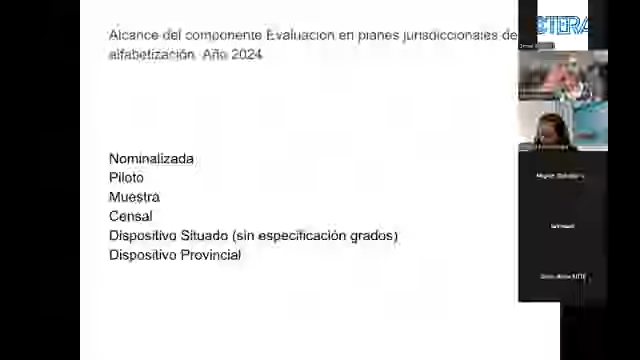 Alcance del componente Evaluación en planes jurisdiccionales de
alfabetización. Año 2024
Nominalizada
Piloto
Muestra
Censal
Dispositivo Situado (sin especificación grados)
Dispositivo Provincial
CTERA